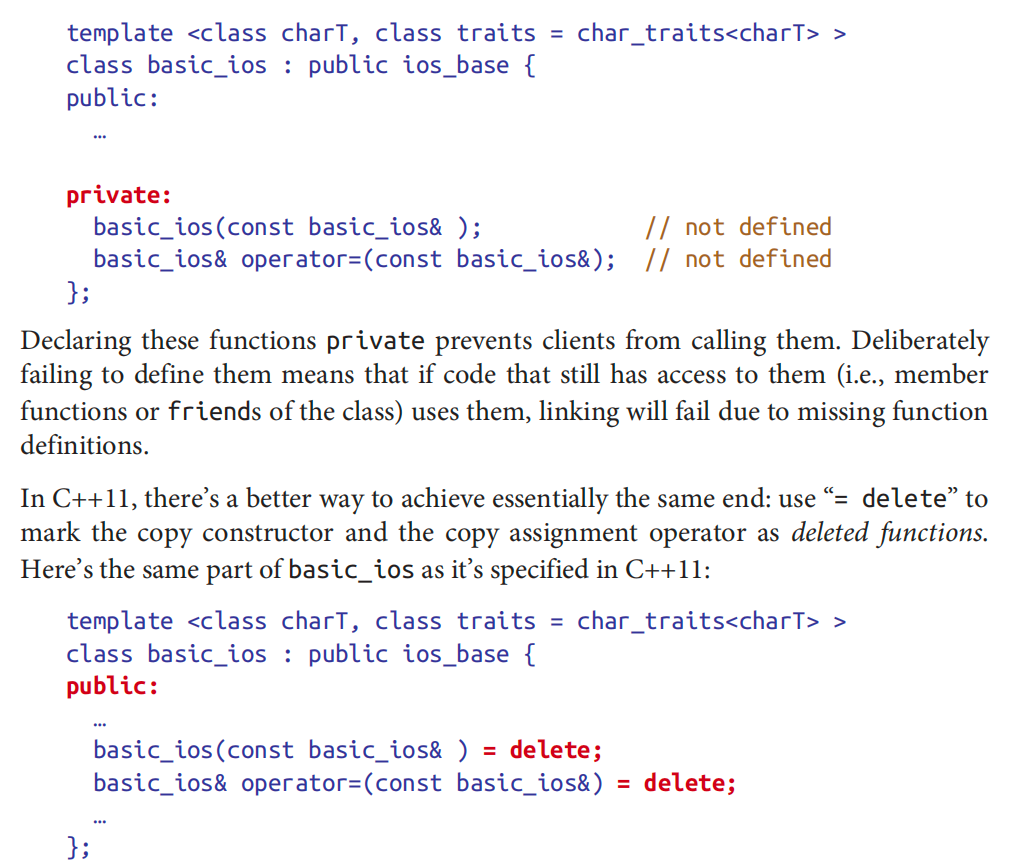 template <class charT, class traits = char_traits<charT> >
class basic_ios : public ios_base {
public:
…
private:
basic_ios(const basic_ios& ); // not defined
basic_ios& operator=(const basic_ios&); // not defined
};
Declaring these functions private prevents clients from calling them. Deliberately
failing to define them means that if code that still has access to them (i.e., member
functions or friends of the class) uses them, linking will fail due to missing function
definitions.
In C++11, there’s a better way to achieve essentially the same end: use “= delete” to
mark the copy constructor and the copy assignment operator as deleted functions.
Here’s the same part of basic_ios as it’s specified in C++11:
template <class charT, class traits = char_traits<charT> >
class basic_ios : public ios_base {
public:
…
basic_ios(const basic_ios& ) = delete;
basic_ios& operator=(const basic_ios&) = delete;
…
};